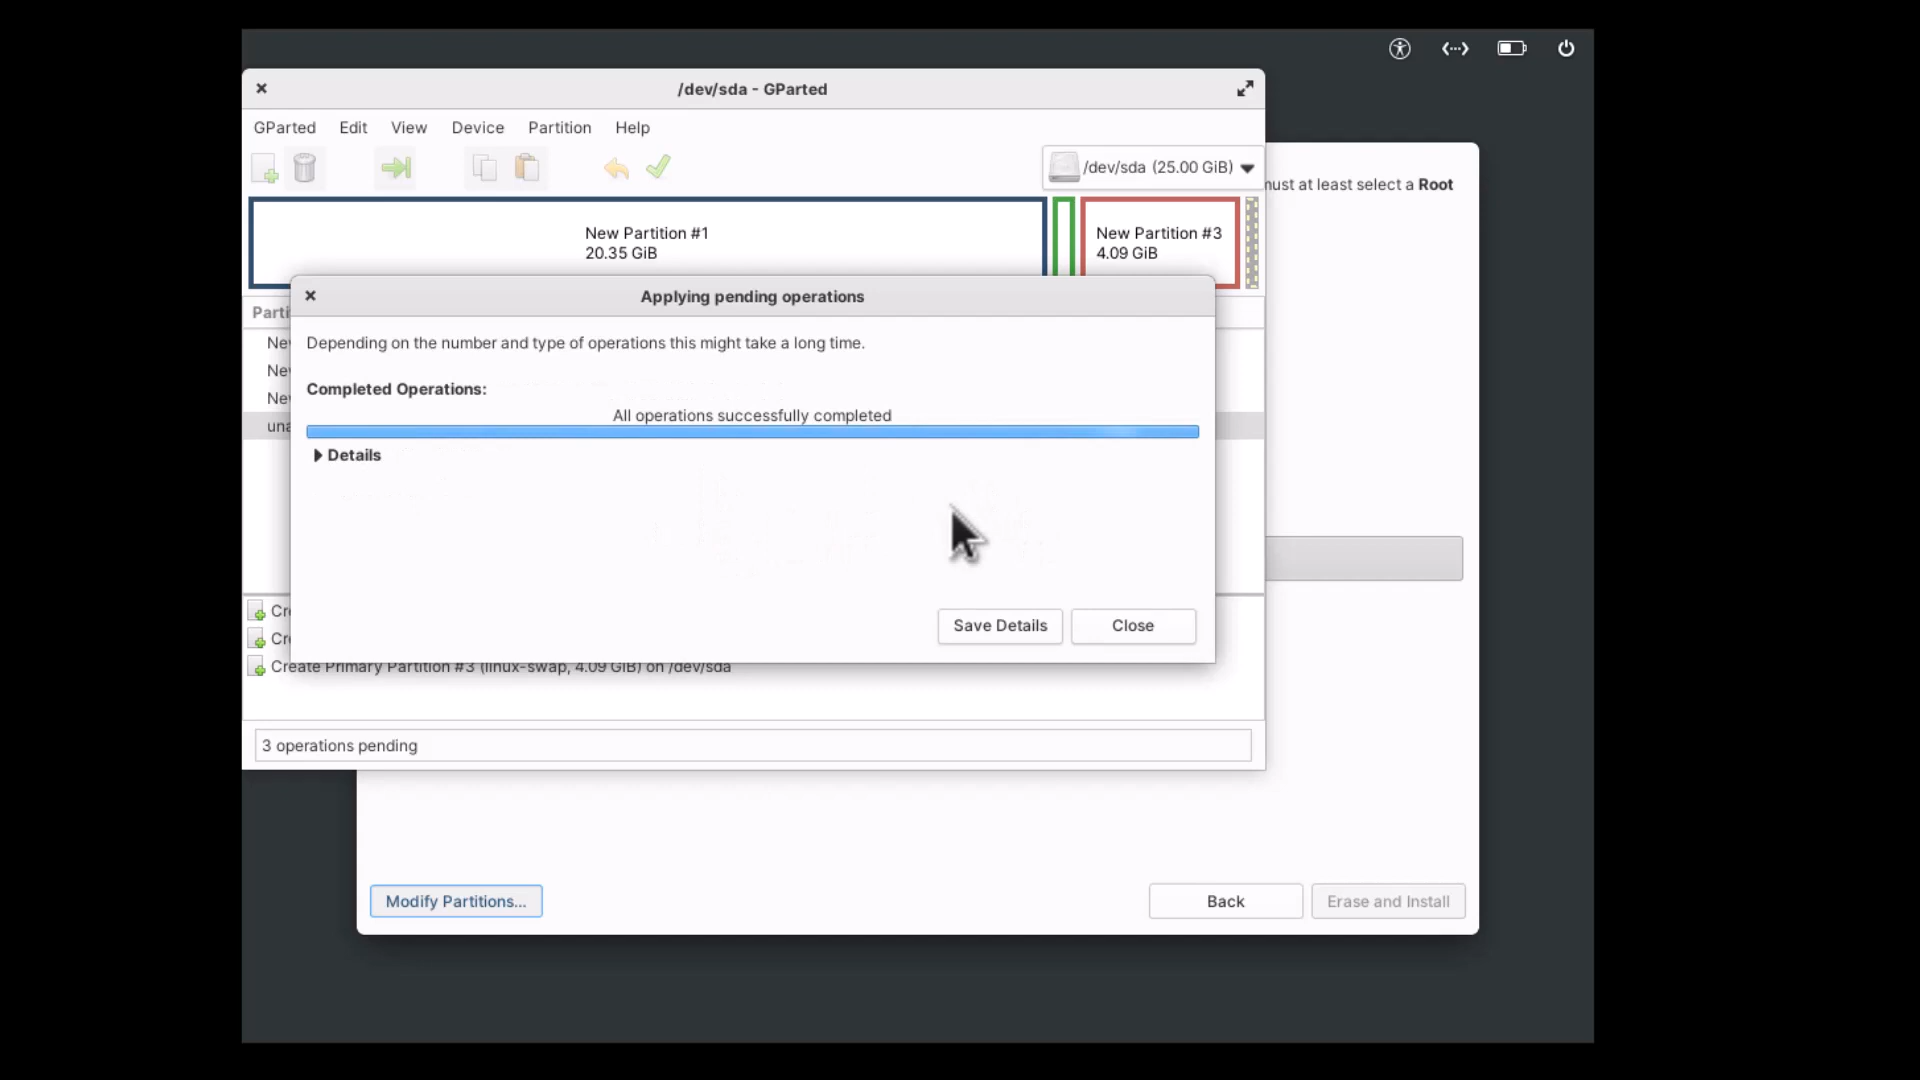 /dev/sda - GParted
GParted Edit View Device Partition Help
/dev/sda (25.00 GiB)
must at least select a Root
New Partition #1
20.35 GiB
New Partition #3
4.09 GiB
Applying pending operations
Depending on the number and type of operations this might take a long time.
Completed Operations:
All operations successfully completed
Details
Save Details Close
Create Primary Partition #3 (linux-swap, 4.09 GiB) on /dev/sda
3 operations pending
Modify Partitions...
Back
Erase and Install